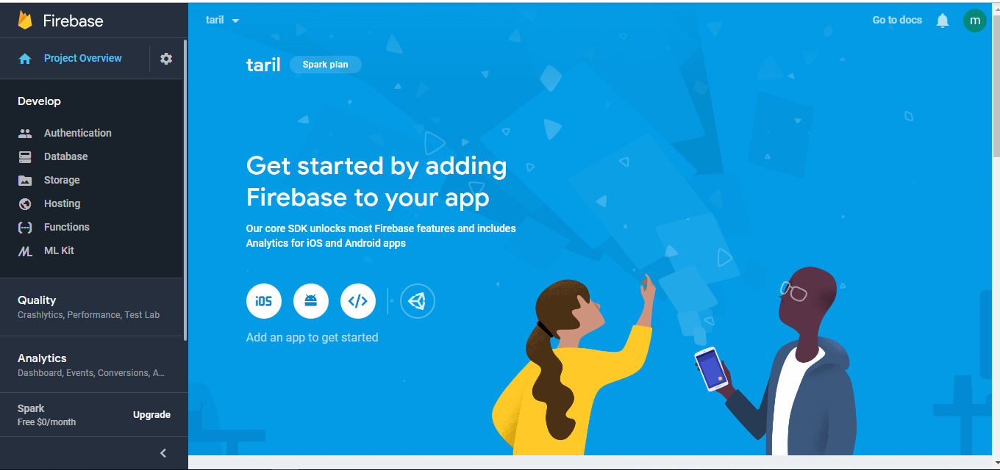 Firebase
Project Overview
Develop
Authentication
Database
Storage
Hosting
Functions
ML Kit
Quality
Crashlytics, Performance, Test Lab
Analytics
Dashboard, Events, Conversions, A...
Spark
Free $0/month
Upgrade
taril
Go to docs
m
taril
Spark plan
Get started by adding
Firebase to your app
Our core SDK unlocks most Firebase features and includes
Analytics for iOS and Android apps
iOS
Add an app to get started